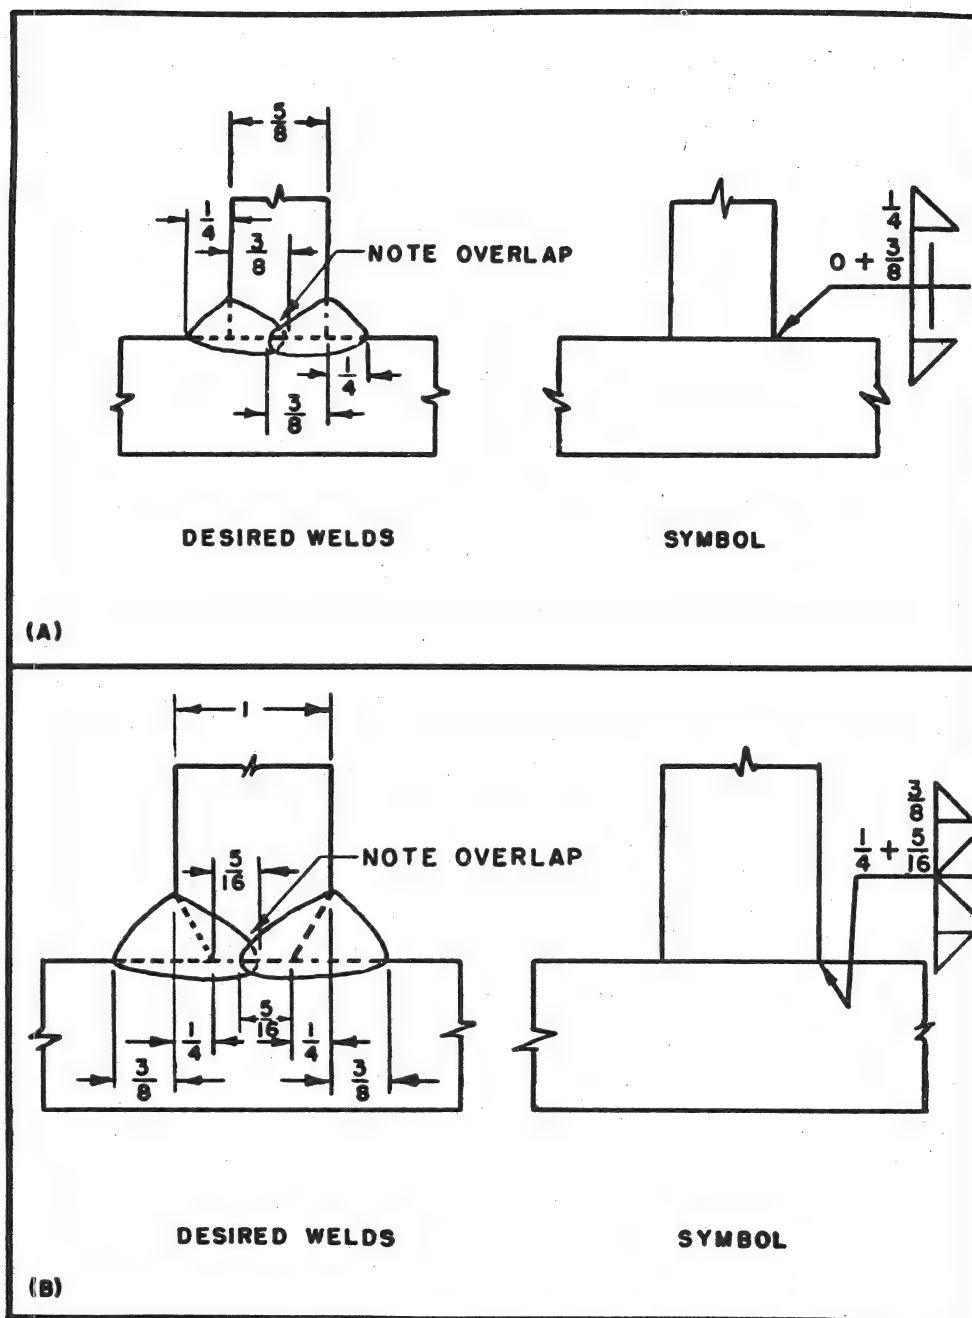 5/8
1/4
3/8
NOTE OVERLAP
1/4
3/8
1/4
0 + 3/8
DESIRED WELDS
SYMBOL
(A)
1
5/16
NOTE OVERLAP
3/8
1/4 + 5/16
5/16
1/4
1/4
3/8
3/8
DESIRED WELDS
SYMBOL
(B)